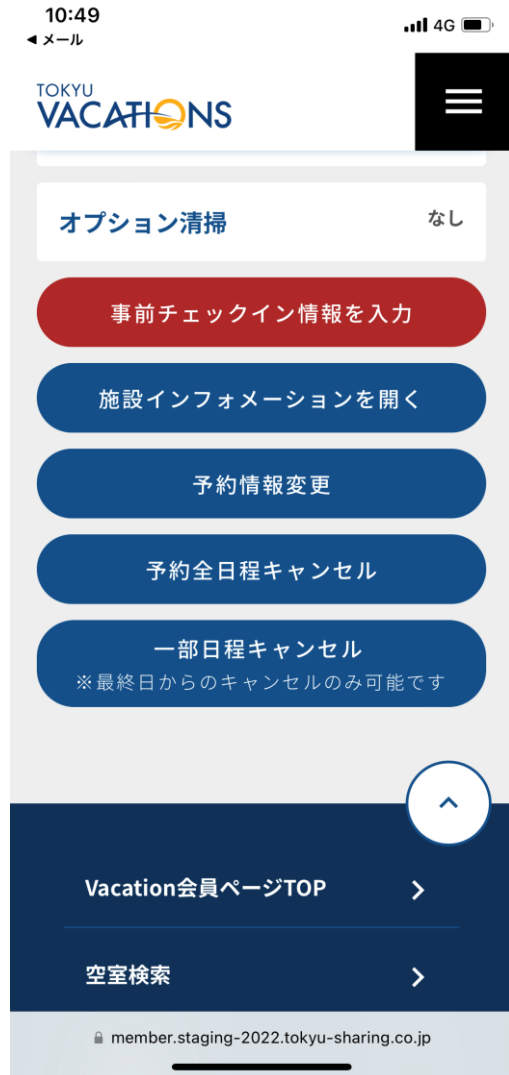 10:49
4G
◀ メール
TOKYU
VACATIONS
オプション清掃 なし
事前チェックイン情報を入力
施設インフォメーションを開く
予約情報変更
予約全日程キャンセル
一部日程キャンセル
※最終日からのキャンセルのみ可能です
Vacation会員ページTOP
空室検索
member.staging-2022.tokyu-sharing.co.jp